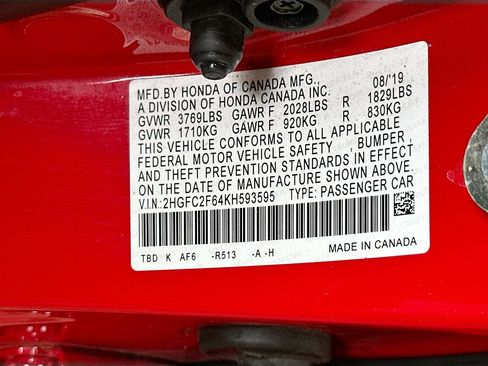 MFD.BY HONDA OF CANADA MFG., 08/'19
A DIVISION OF HONDA CANADA INC.
GVWR 3769LBS GAWR F 2028LBS R 1829LBS
GVWR 1710KG GAWR F 920KG R 830KG
THIS VEHICLE CONFORMS TO ALL APPLICABLE
FEDERAL MOTOR VEHICLE SAFETY , BUMPER ,
AND THEFT PREVENTION STANDARDS IN EFFECT
ON THE DATE OF MANUFACTURE SHOWN ABOVE.
V.I.N.:2HGFC2F64KH593595 TYPE: PASSENGER CAR
TBD K AF6 -R513 -A -H MADE IN CANADA